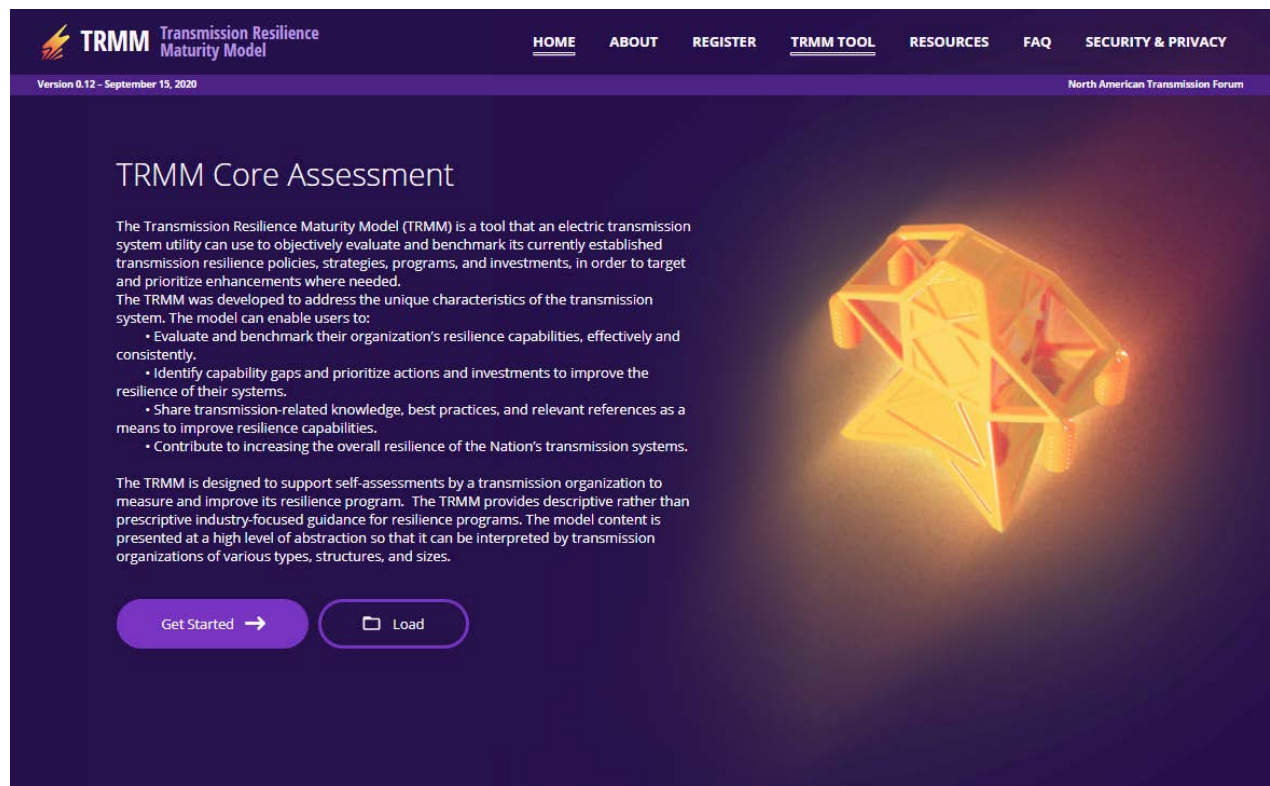 TRMM
Transmission Resilience
Maturity Model
HOME ABOUT REGISTER TRMM TOOL RESOURCES FAQ SECURITY & PRIVACY
Version 0.12 – September 15, 2020
North American Transmission Forum
TRMM Core Assessment
The Transmission Resilience Maturity Model (TRMM) is a tool that an electric transmission
system utility can use to objectively evaluate and benchmark its currently established
transmission resilience policies, strategies, programs, and investments, in order to target
and prioritize enhancements where needed.
The TRMM was developed to address the unique characteristics of the transmission
system. The model can enable users to:
• Evaluate and benchmark their organization’s resilience capabilities, effectively and
consistently.
• Identify capability gaps and prioritize actions and investments to improve the
resilience of their systems.
• Share transmission-related knowledge, best practices, and relevant references as a
means to improve resilience capabilities.
• Contribute to increasing the overall resilience of the Nation’s transmission systems.
The TRMM is designed to support self-assessments by a transmission organization to
measure and improve its resilience program. The TRMM provides descriptive rather than
prescriptive industry-focused guidance for resilience programs. The model content is
presented at a high level of abstraction so that it can be interpreted by transmission
organizations of various types, structures, and sizes.
Get Started → Load